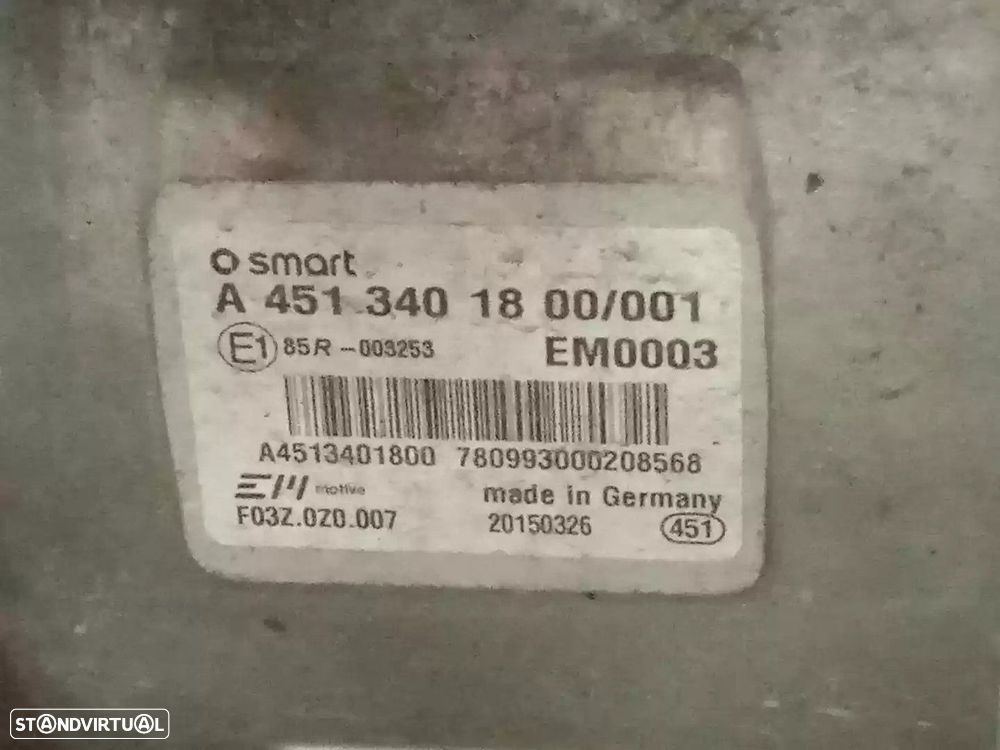 smart
A 451 340 18 00/001
E1 85R -003253 EM0003
A4513401800 780993000208568
EM motive made in Germany
F03Z.0Z0.007 20150326 451
STANDVIRTUAL